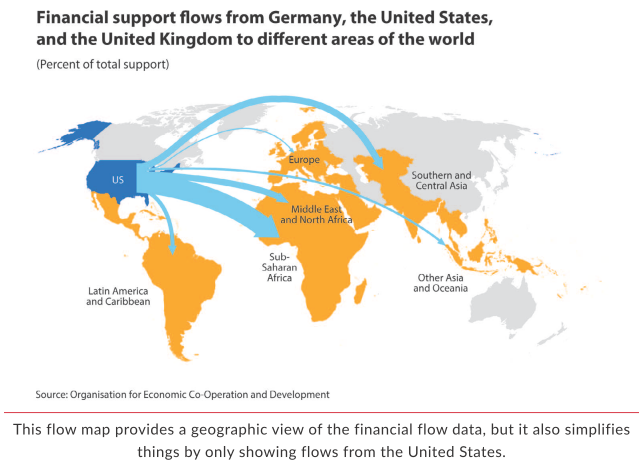 Financial support flows from Germany, the United States,
and the United Kingdom to different areas of the world
(Percent of total support)
US
Europe
Southern and
Central Asia
Middle East
and North Africa
Sub-
Saharan
Africa
Other Asia
and Oceania
Latin America
and Caribbean
Source: Organisation for Economic Co-Operation and Development
This flow map provides a geographic view of the financial flow data, but it also simplifies
things by only showing flows from the United States.